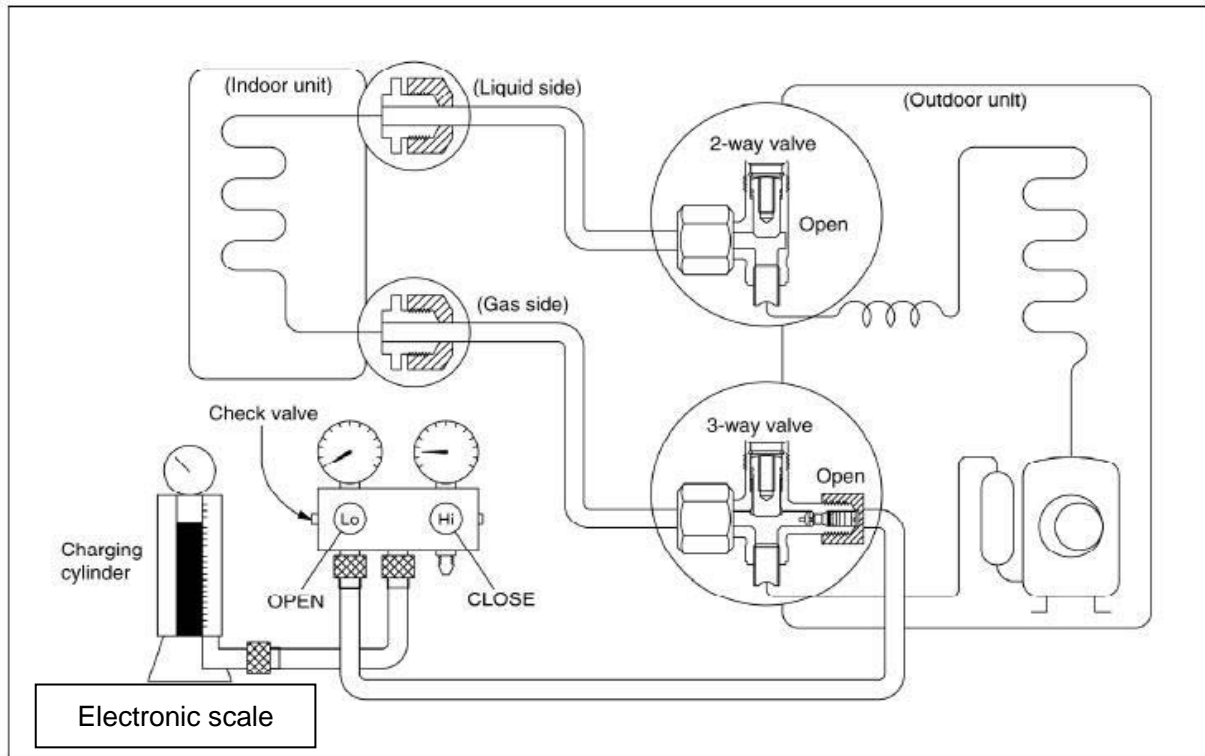 (Indoor unit)
(Liquid side)
(Outdoor unit)
2-way valve
Open
(Gas side)
Check valve
3-way valve
Open
Lo
Hi
Charging
cylinder
OPEN
CLOSE
Electronic scale